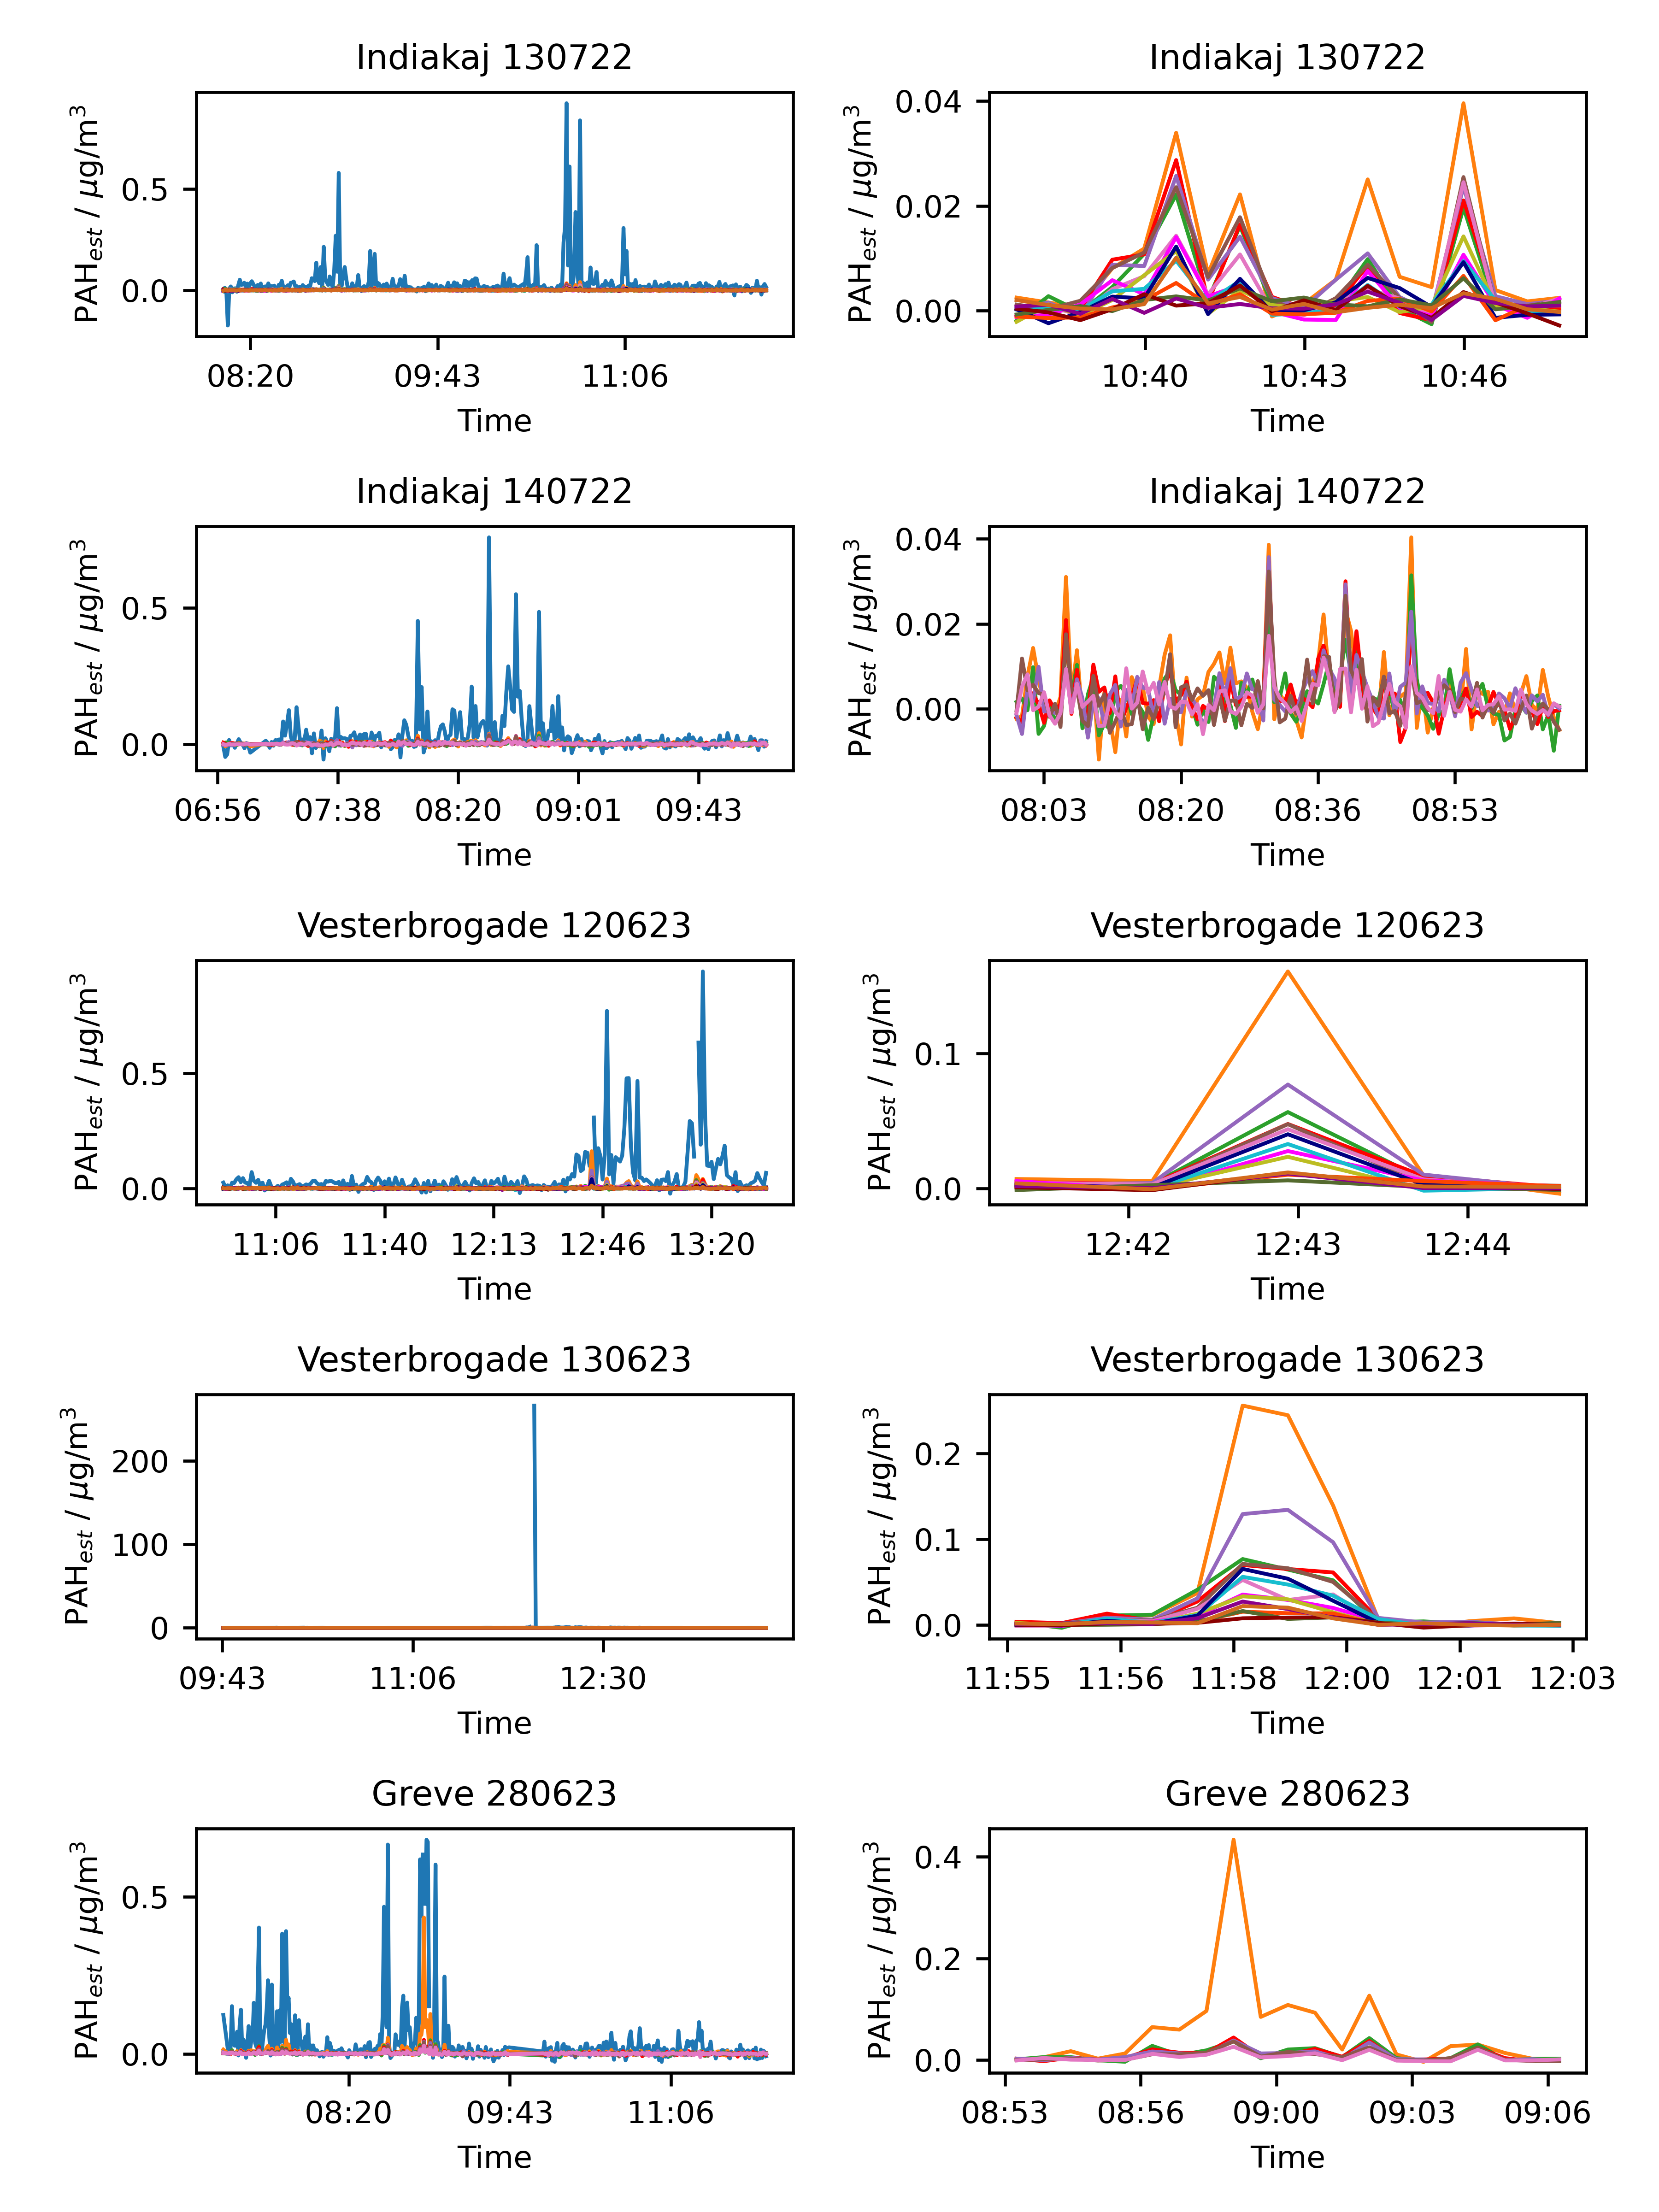 Indiakaj 130722
PAH_est / μg/m³
0.5
0.0
08:20 09:43 11:06
Time
Indiakaj 130722
PAH_est / μg/m³
0.04
0.02
0.00
10:40 10:43 10:46
Time
Indiakaj 140722
PAH_est / μg/m³
0.5
0.0
06:56 07:38 08:20 09:01 09:43
Time
Indiakaj 140722
PAH_est / μg/m³
0.04
0.02
0.00
08:03 08:20 08:36 08:53
Time
Vesterbrogade 120623
PAH_est / μg/m³
0.5
0.0
11:06 11:40 12:13 12:46 13:20
Time
Vesterbrogade 120623
PAH_est / μg/m³
0.1
0.0
12:42 12:43 12:44
Time
Vesterbrogade 130623
PAH_est / μg/m³
200
100
0
09:43 11:06 12:30
Time
Vesterbrogade 130623
PAH_est / μg/m³
0.2
0.1
0.0
11:55 11:56 11:58 12:00 12:01 12:03
Time
Greve 280623
PAH_est / μg/m³
0.5
0.0
08:20 09:43 11:06
Time
Greve 280623
PAH_est / μg/m³
0.4
0.2
0.0
08:53 08:56 09:00 09:03 09:06
Time